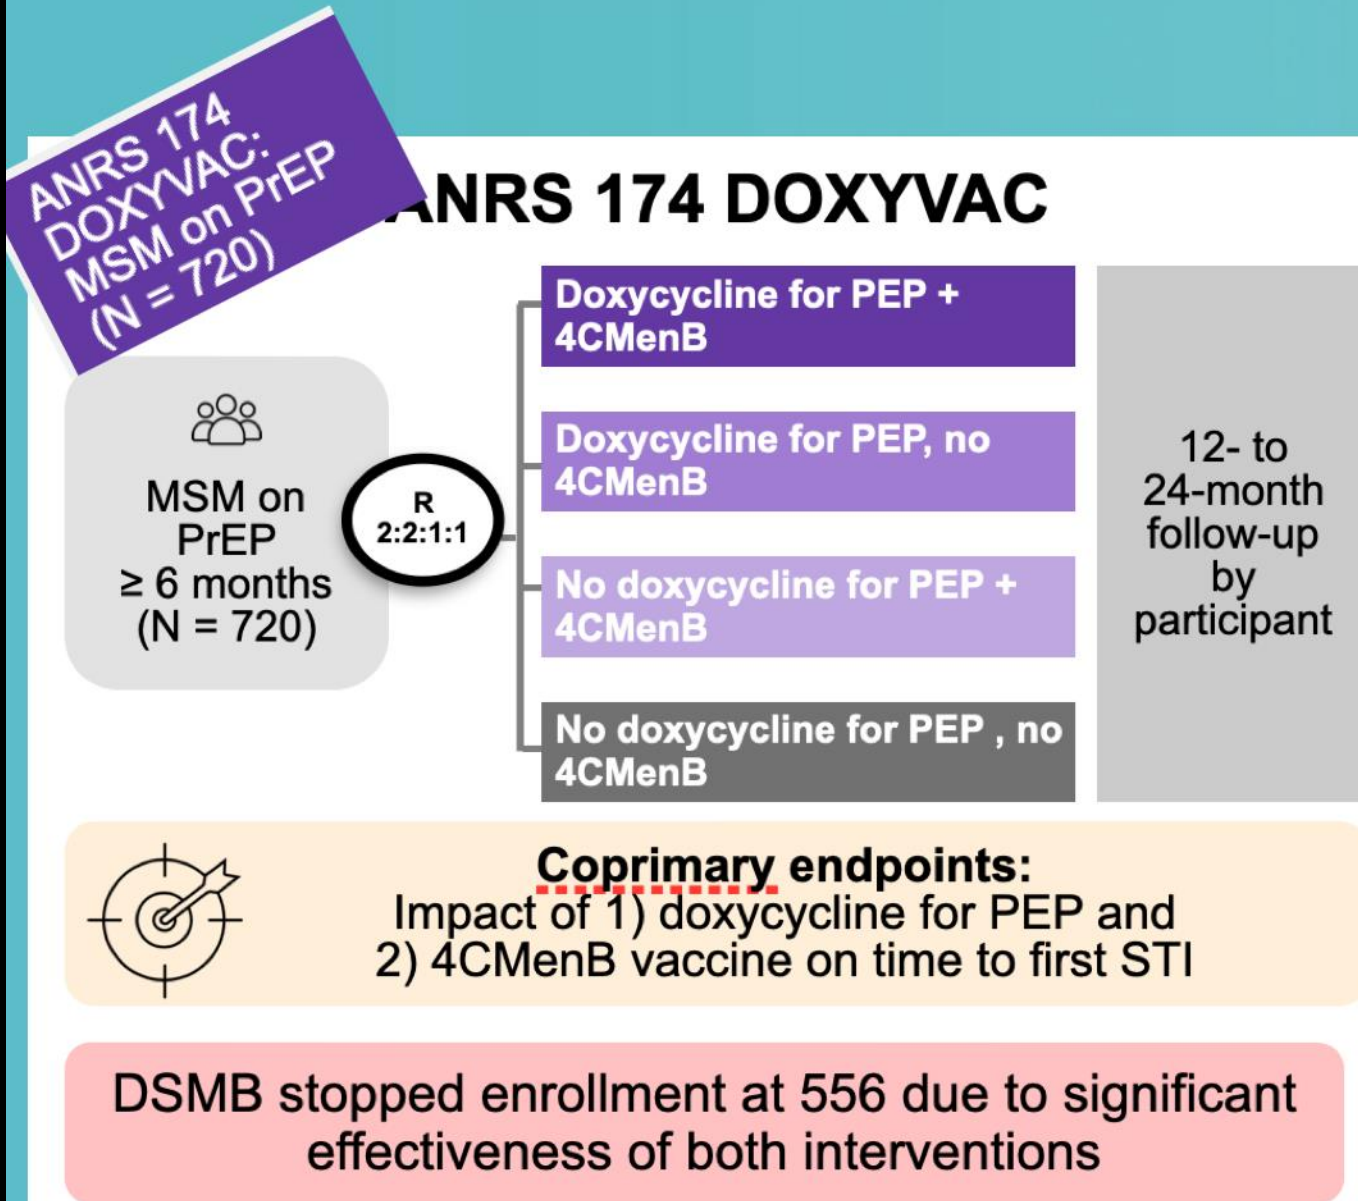 ANRS 174
DOXYVAC:
MSM on PrEP
(N = 720)
ANRS 174 DOXYVAC
MSM on
PrEP
≥ 6 months
(N = 720)
R
2:2:1:1
Doxycycline for PEP +
4CMenB
Doxycycline for PEP, no
4CMenB
No doxycycline for PEP +
4CMenB
No doxycycline for PEP , no
4CMenB
12- to
24-month
follow-up
by
participant
Coprimary endpoints:
Impact of 1) doxycycline for PEP and
2) 4CMenB vaccine on time to first STI
DSMB stopped enrollment at 556 due to significant
effectiveness of both interventions